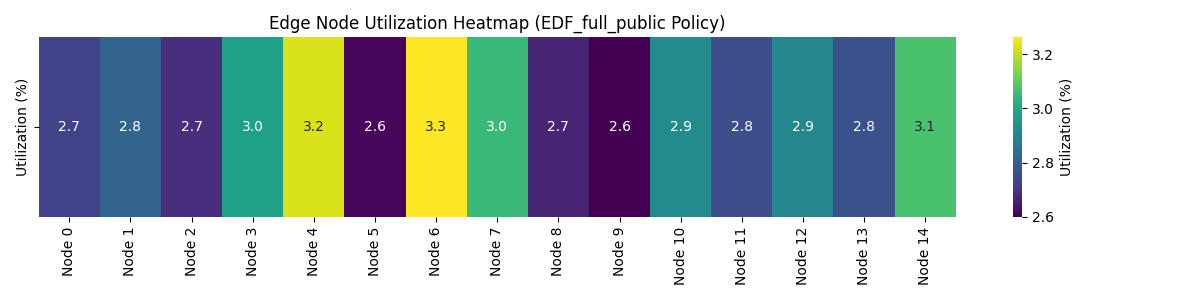 Edge Node Utilization Heatmap (EDF_full_public Policy)
Utilization (%)
2.7 2.8 2.7 3.0 3.2 2.6 3.3 3.0 2.7 2.6 2.9 2.8 2.9 2.8 3.1
Node 0 Node 1 Node 2 Node 3 Node 4 Node 5 Node 6 Node 7 Node 8 Node 9 Node 10 Node 11 Node 12 Node 13 Node 14
3.2
3.0
2.8
2.6
Utilization (%)